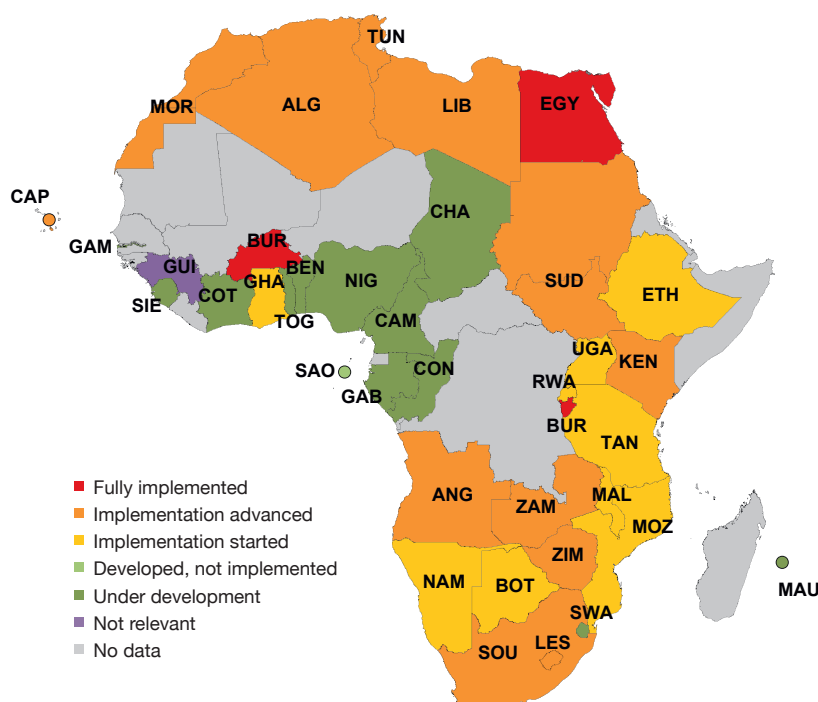 TUN
MOR
ALG
LIB
EGY
CAP
CHA
GAM
BUR
GUI
BEN
NIG
GHA
SUD
SIE
COT
ETH
TOG
CAM
UGA
SAO
CON
KEN
RWA
GAB
BUR
TAN
Fully implemented
Implementation advanced
Implementation started
Developed, not implemented
Under development
Not relevant
No data
ANG
MAL
ZAM
MOZ
ZIM
NAM
BOT
MAU
SWA
LES
SOU